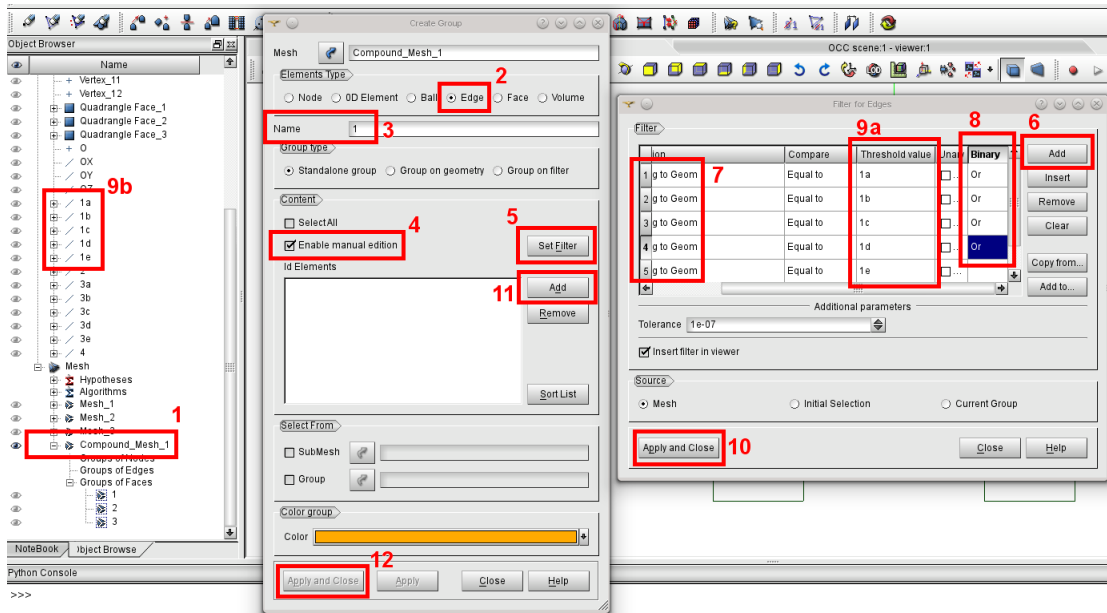 Object Browser
Name
Vertex_11
Vertex_12
Quadrangle Face_1
Quadrangle Face_2
Quadrangle Face_3
O
OX
OY
OZ
9b
1a
1b
1c
1d
1e
2
3a
3b
3c
3d
3e
4
Mesh
Hypotheses
Algorithms
Mesh_1
Mesh_2
Mesh_3
1
Compound_Mesh_1
Groups of Nodes
Groups of Edges
Groups of Faces
1
2
3
NoteBook
bject Browse
Python Console
>>>
Create Group
Mesh
Compound_Mesh_1
Elements Type
2
Node
0D Element
Ball
Edge
Face
Volume
Name
1
3
Group type
Standalone group
Group on geometry
Group on filter
Content
SelectAll
4
5
Enable manual edition
Set Filter
Id Elements
11
Add
Remove
Sort List
Select From
SubMesh
Group
Color group
Color
12
Apply and Close
Apply
Close
Help
OCC scene:1 - viewer:1
Filter for Edges
Filter
9a
8
6
ion
Compare
Threshold value
Unary
Binary
Add
1 g to Geom
7
Equal to
1a
Or
Insert
2 g to Geom
Equal to
1b
Or
Remove
3 g to Geom
Equal to
1c
Or
Clear
4 g to Geom
Equal to
1d
Or
5 g to Geom
Equal to
1e
Copy from...
Add to...
Additional parameters
Tolerance
1e-07
Insert filter in viewer
Source
Mesh
Initial Selection
Current Group
Apply and Close
10
Close
Help